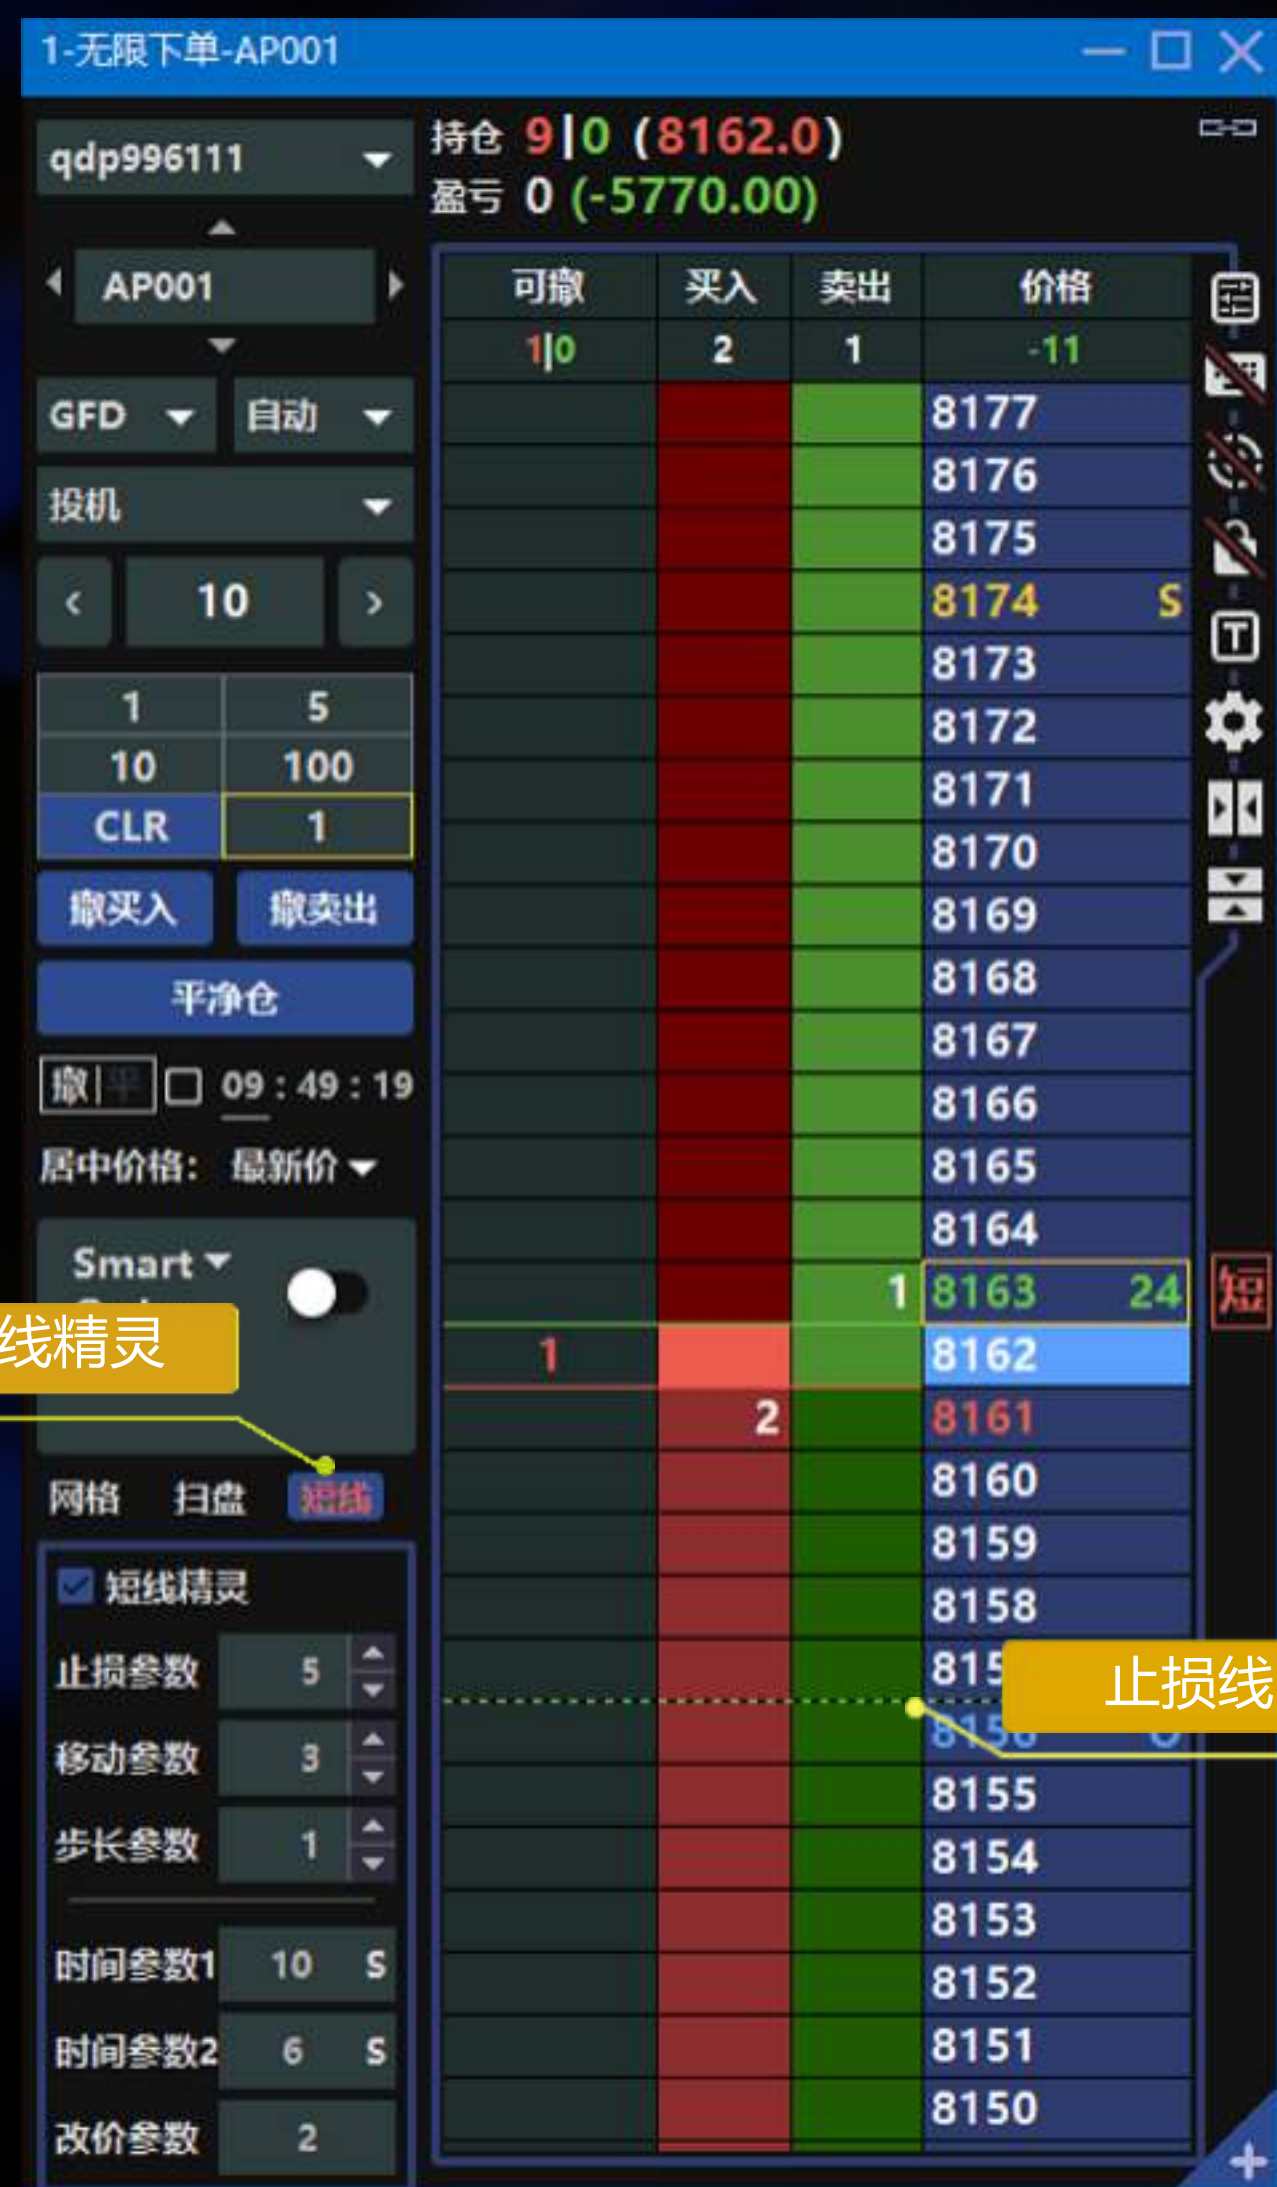 1-无限下单-AP001
qdp996111
持仓 9|0 (8162.0)
盈亏 0 (-5770.00)
AP001
GFD 自动
投机
< 10 >
1 5
10 100
CLR 1
撤买入 撤卖出
平净仓
撤|平 09 : 49 : 19
居中价格: 最新价
Smart
线精灵
网格 扫盘 短线
短线精灵
止损参数 5
移动参数 3
步长参数 1
时间参数1 10 S
时间参数2 6 S
改价参数 2
可撤 买入 卖出 价格
1|0 2 1 -11
8177
8176
8175
8174 S
8173
8172
8171
8170
8169
8168
8167
8166
8165
8164
1 8163 24
1 8162
2 8161
8160
8159
8158
815
8155
8154
8153
8152
8151
8150
T
短
止损线